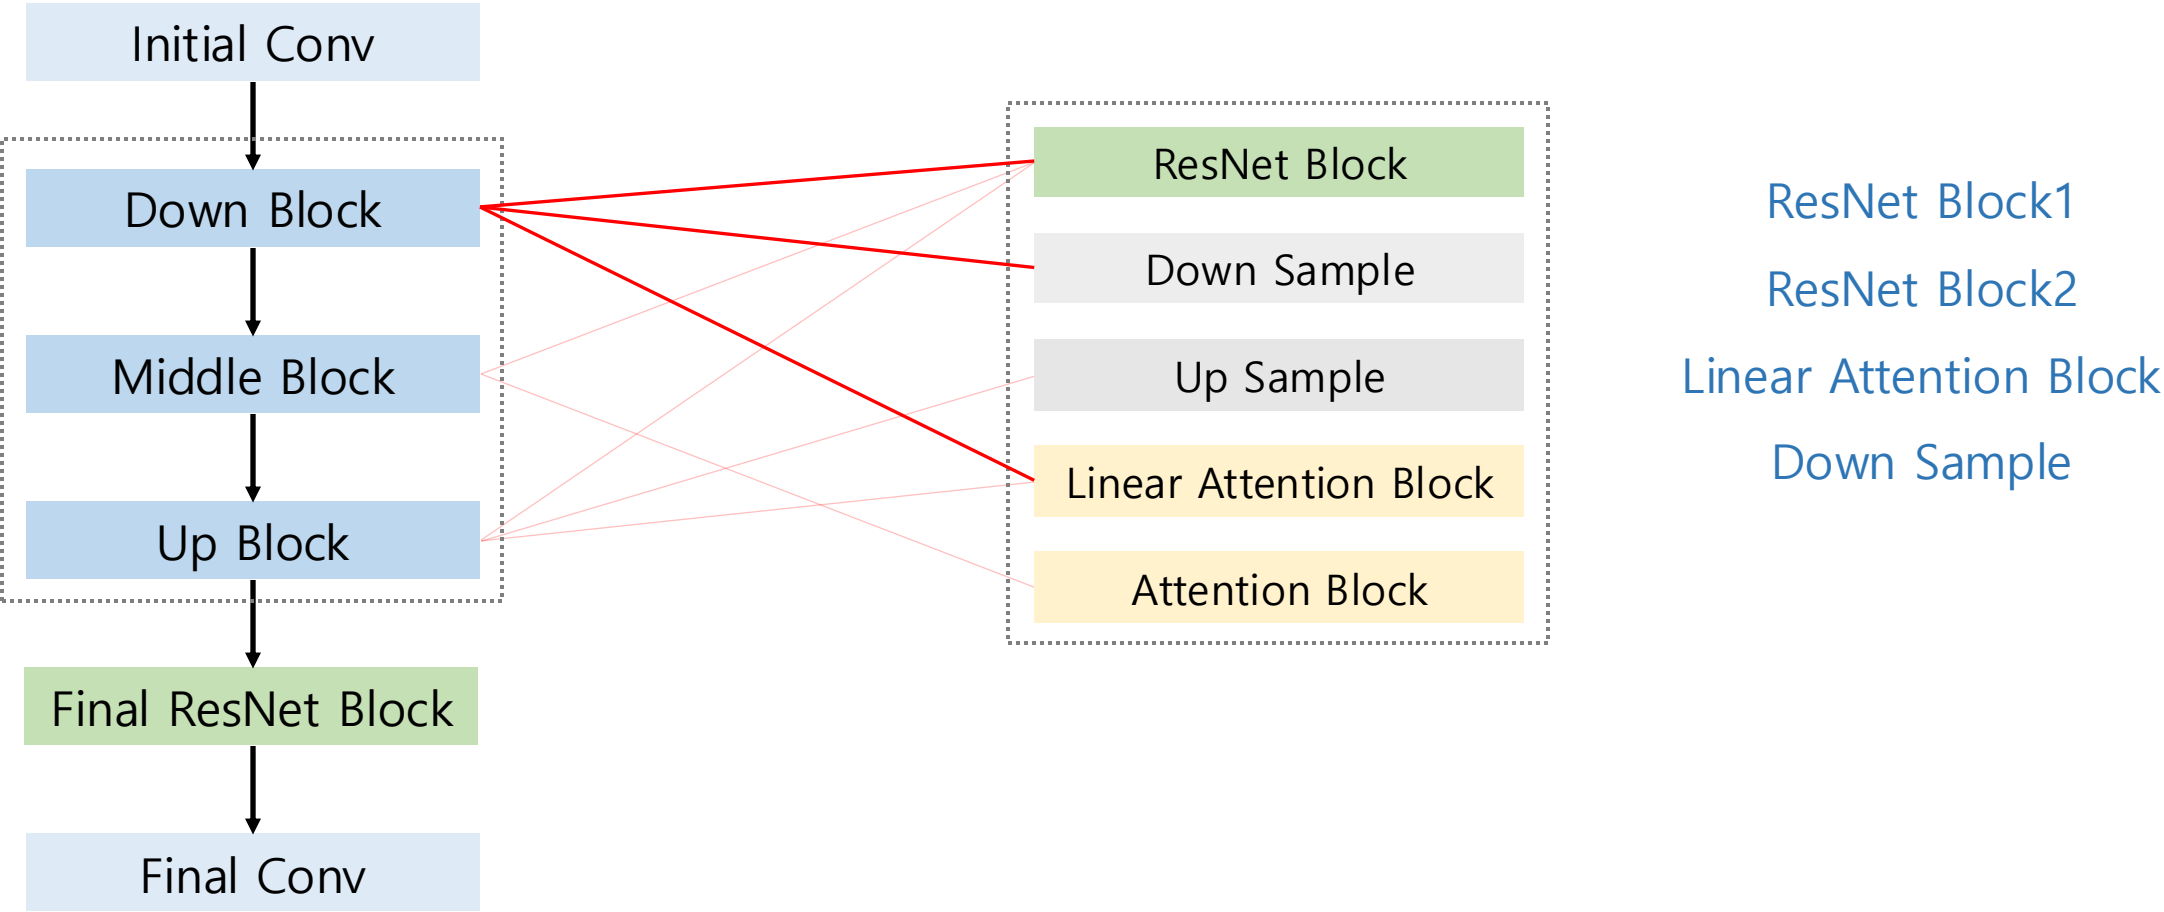 Initial Conv
Down Block
Middle Block
Up Block
Final ResNet Block
Final Conv
ResNet Block
Down Sample
Up Sample
Linear Attention Block
Attention Block
ResNet Block1
ResNet Block2
Linear Attention Block
Down Sample